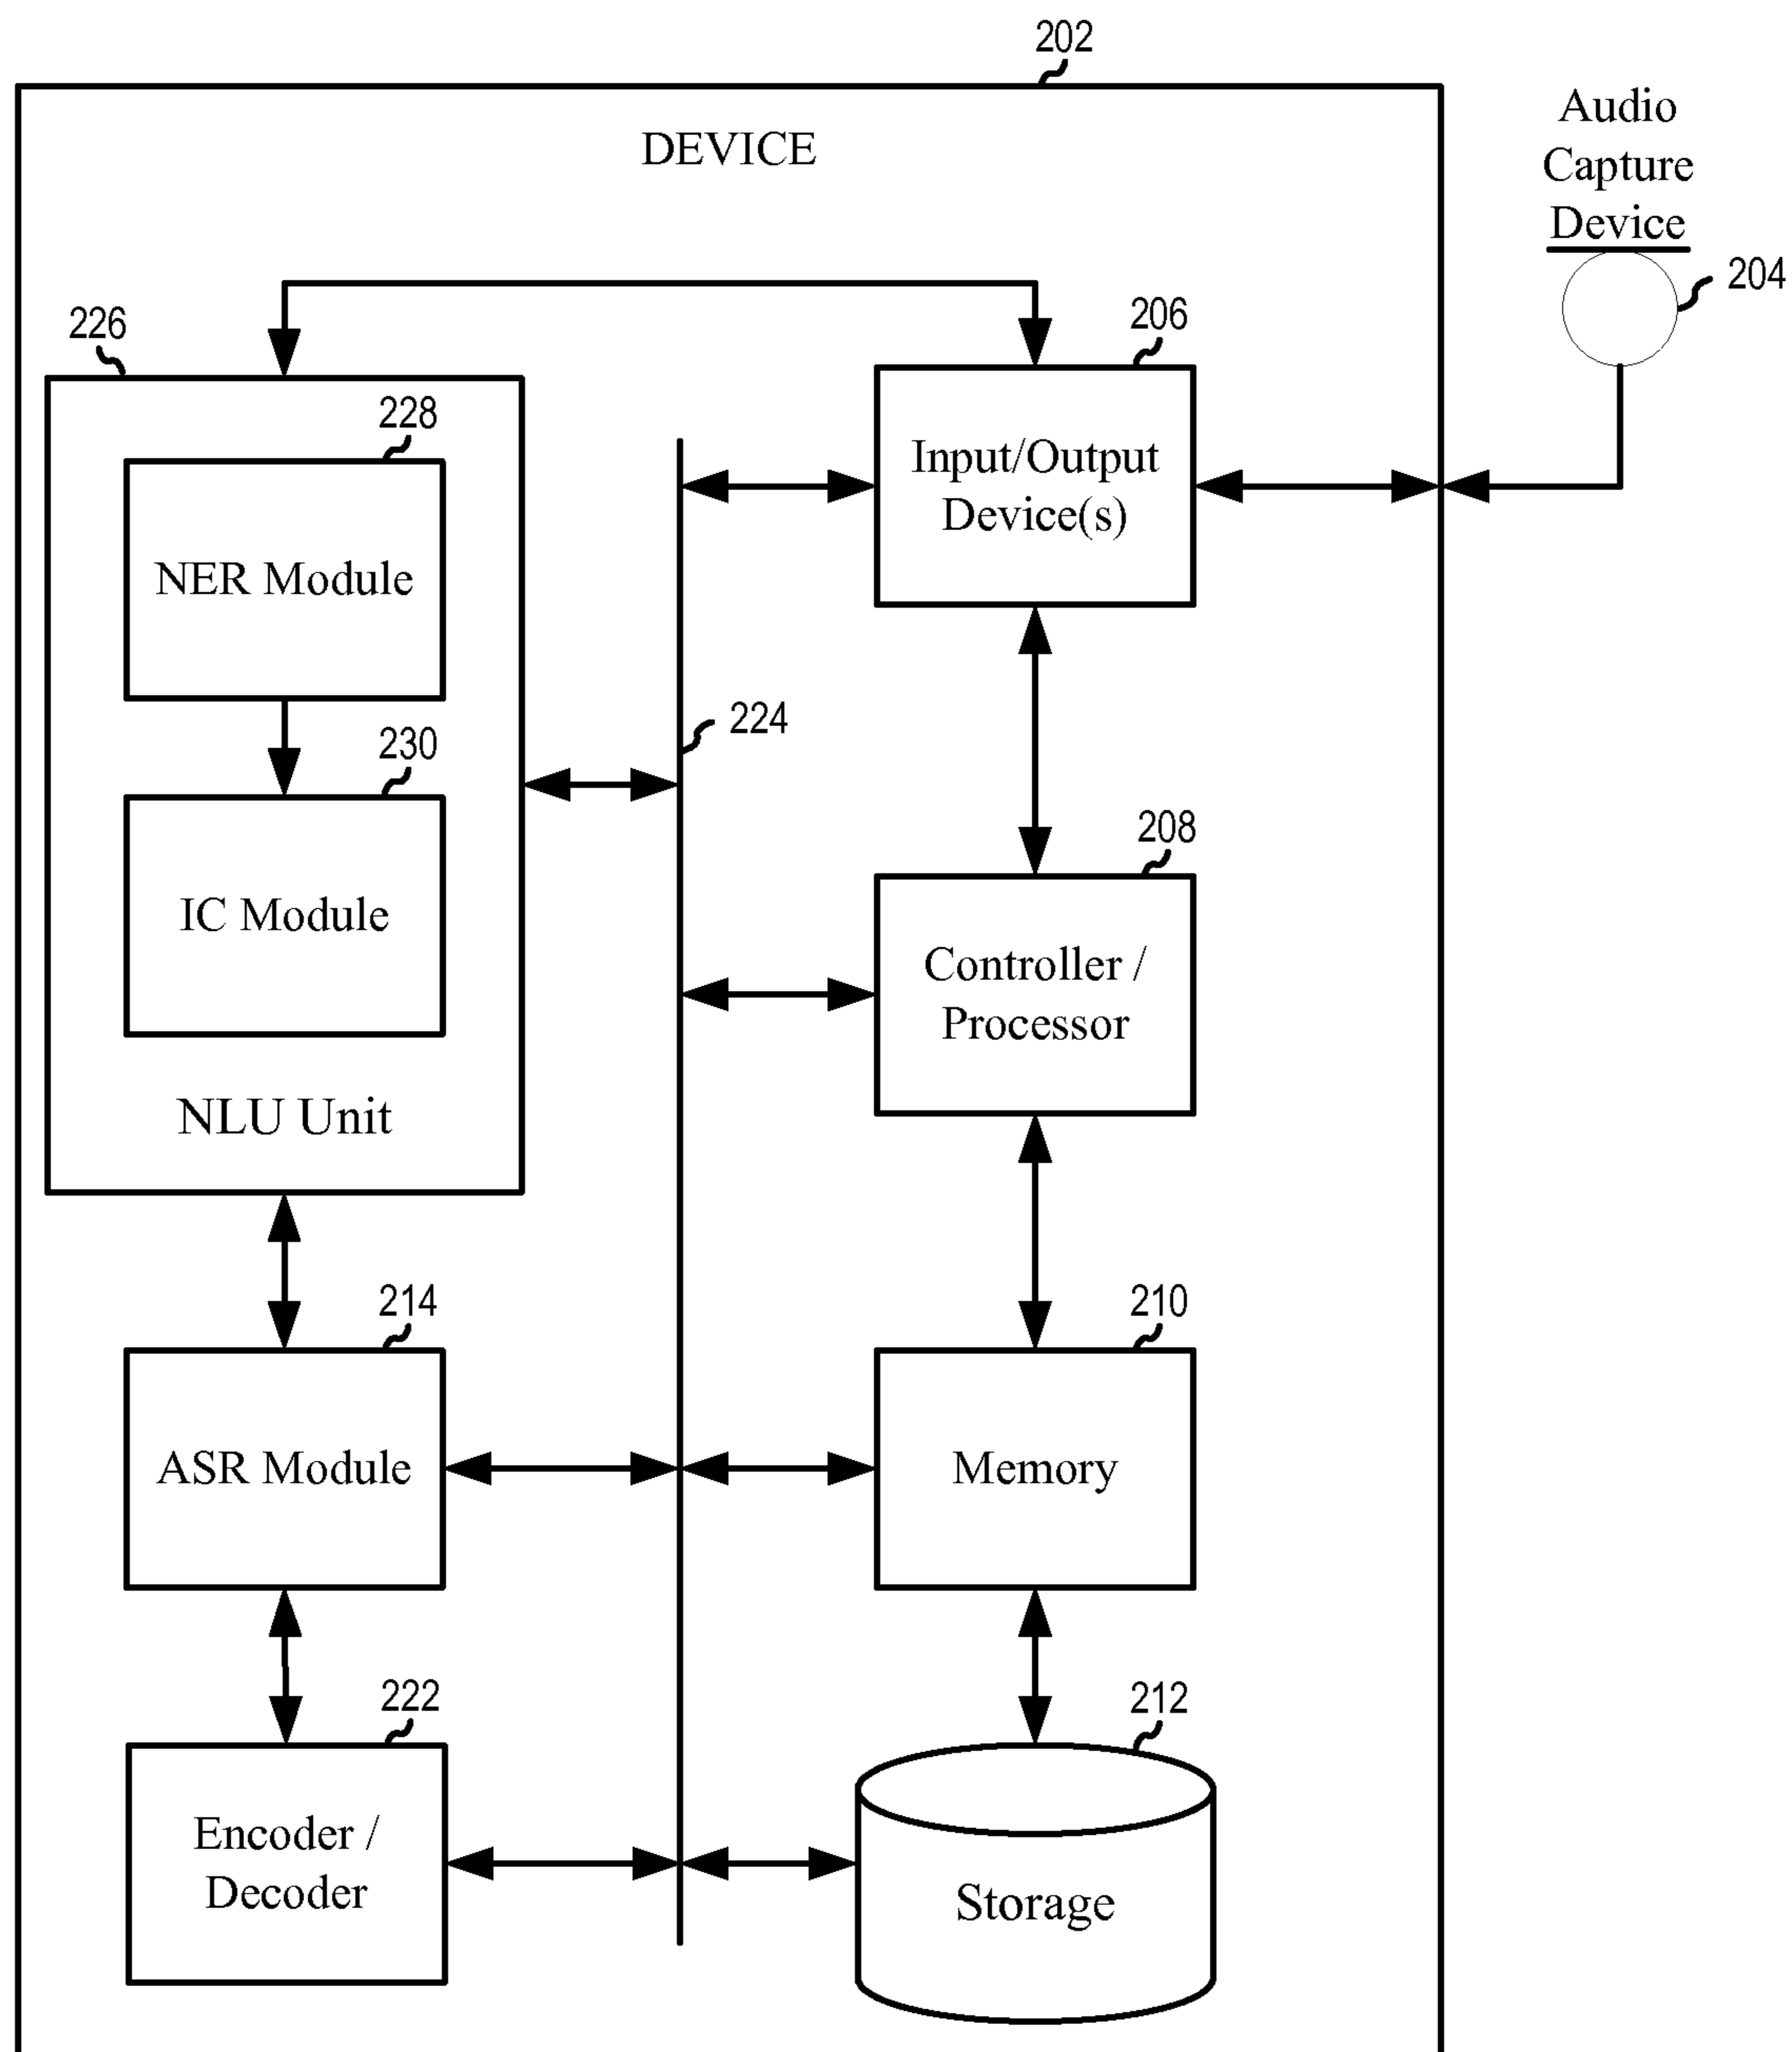 202
DEVICE
Audio
Capture
Device
204
226
206
228
Input/Output
Device(s)
NER Module
224
230
208
IC Module
Controller /
Processor
NLU Unit
214
210
ASR Module
Memory
222
212
Encoder /
Decoder
Storage